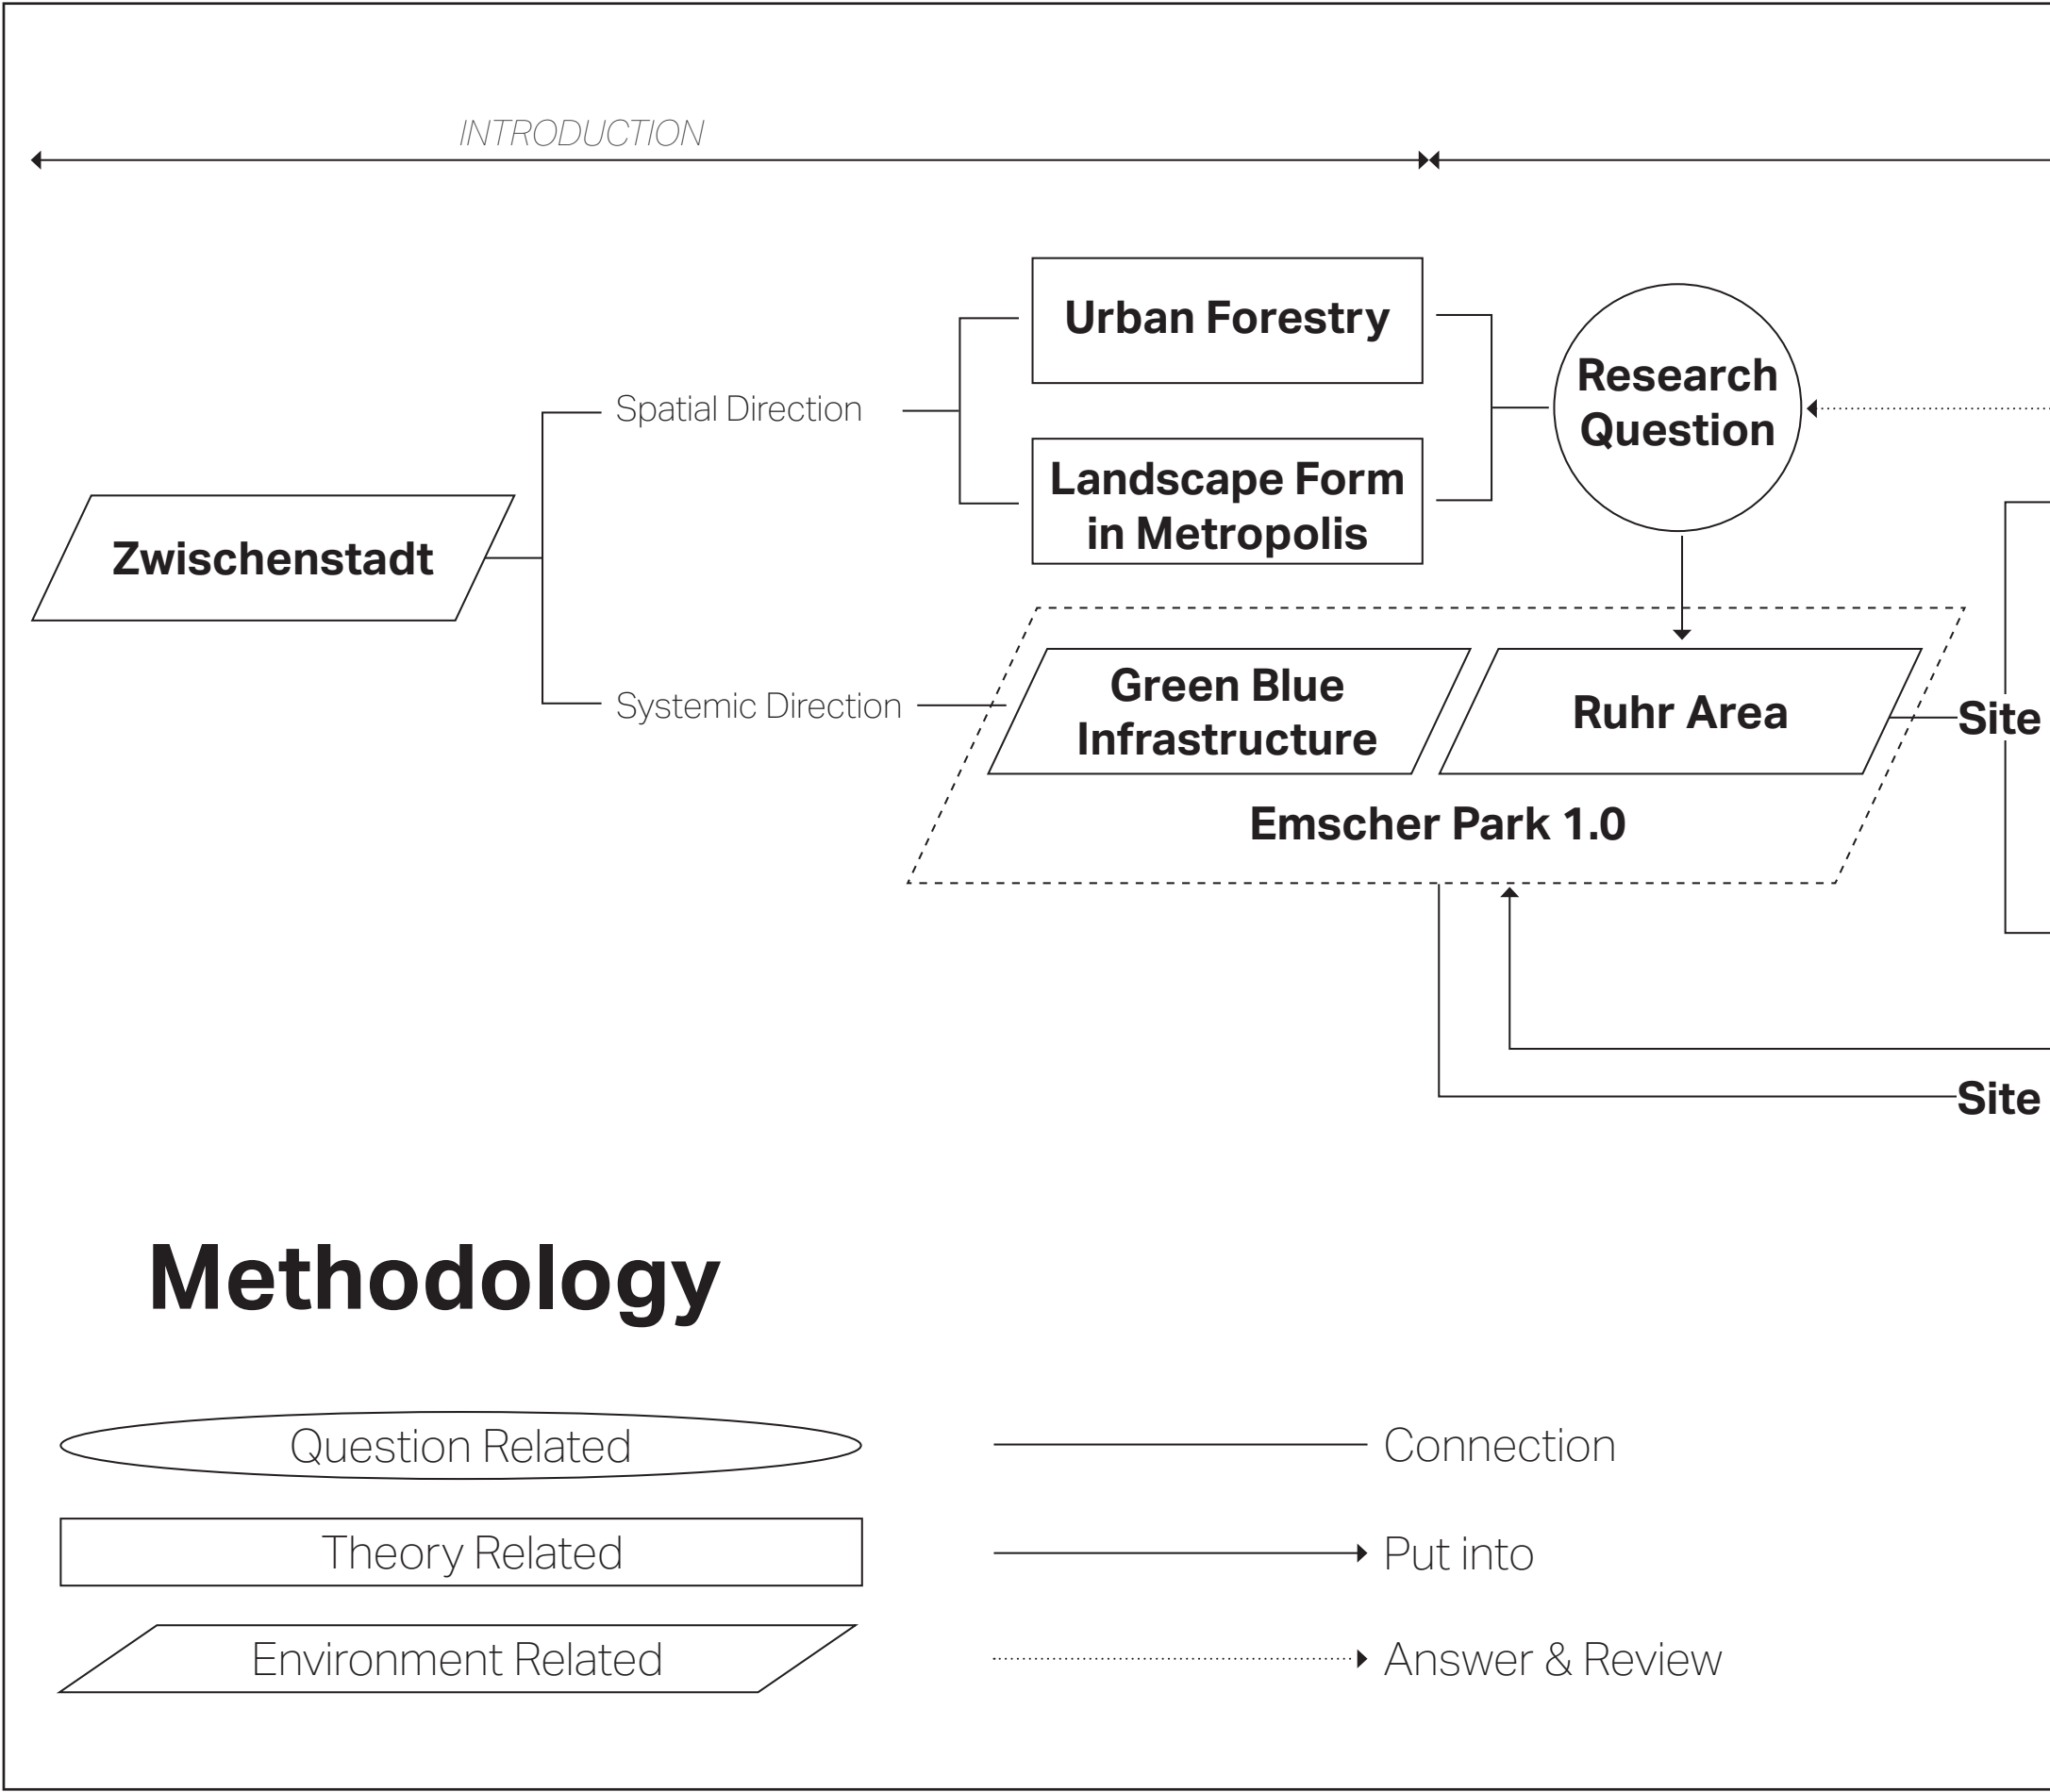 INTRODUCTION
Urban Forestry
Research
Question
Spatial Direction
Landscape Form
in Metropolis
Zwischenstadt
Systemic Direction
Green Blue
Infrastructure
Ruhr Area
Site
Emscher Park 1.0
Site
Methodology
Question Related
Connection
Theory Related
Put into
Environment Related
Answer & Review